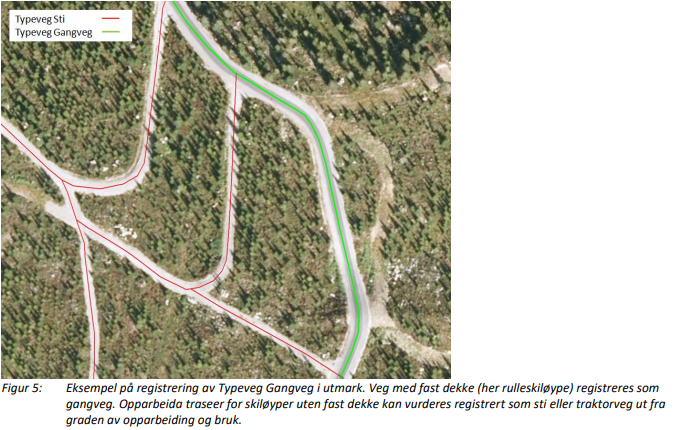 Typeveg Sti
Typeveg Gangveg
Figur 5: Eksempel på registrering av Typeveg Gangveg i utmark. Veg med fast dekke (her rulleskiløype) registreres som
gangveg. Opparbeida traseer for skiløyper uten fast dekke kan vurderes registrert som sti eller traktorveg ut fra
graden av opparbeiding og bruk.